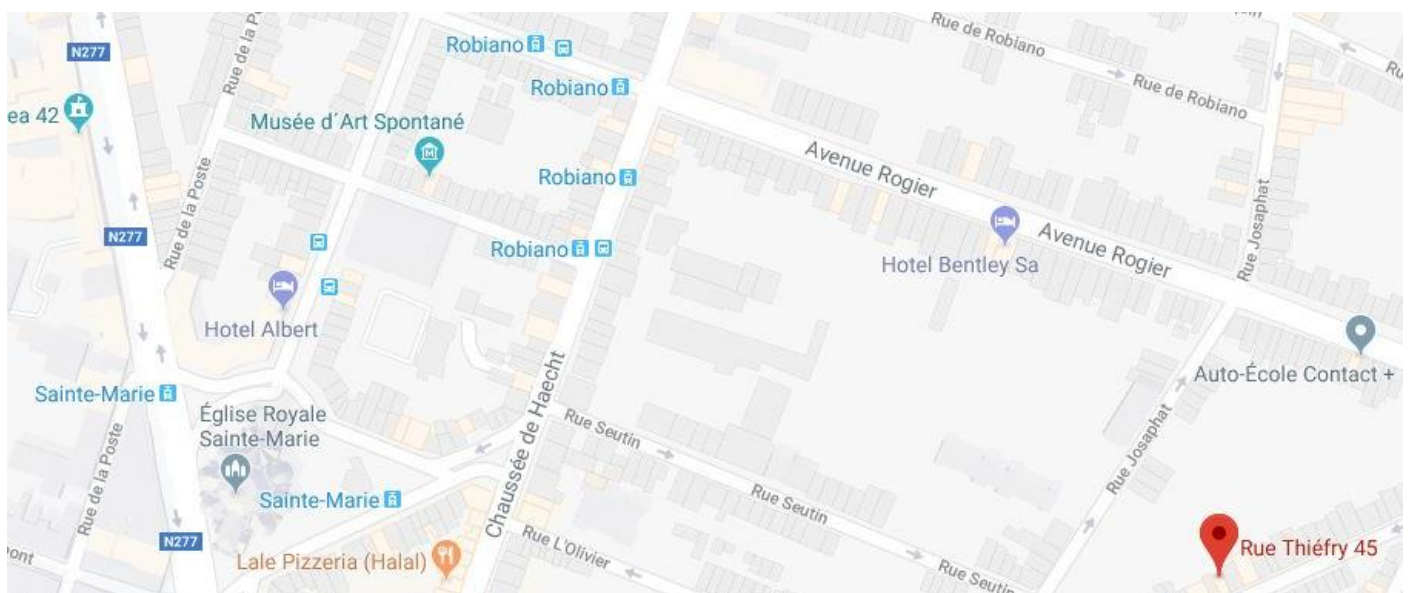 N277
Rue de la Po
Robiano
Rue de Robiano
Rue de Robiano
Ru
ea 42
Robiano
Musée d´Art Spontané
Avenue Rogier
Rue de la Poste
Robiano
Rue Josaphat
N277
Robiano
Hotel Bentley Sa
Avenue Rogier
Hotel Albert
Auto-École Contact +
Sainte-Marie
Église Royale
Sainte-Marie
Chaussée de Haecht
Rue Seutin
Rue Josaphat
Rue de la Poste
Sainte-Marie
Rue Seutin
N277
Rue L'Olivier
Rue Thiéfry 45
ont
Lale Pizzeria (Halal)
Rue Seutin